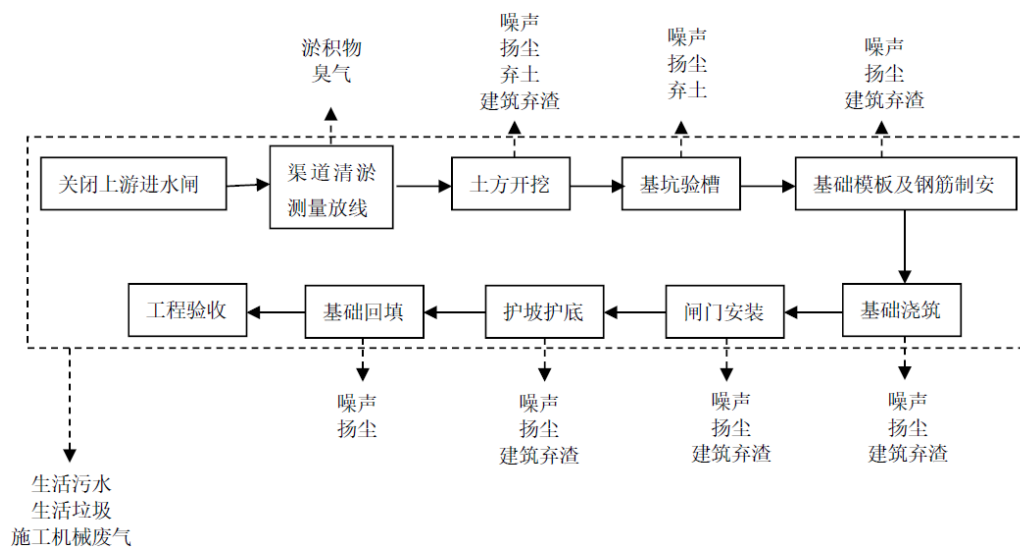 淤积物
臭气
噪声
扬尘
弃土
建筑弃渣
噪声
扬尘
弃土
噪声
扬尘
建筑弃渣
关闭上游进水闸
渠道清淤
测量放线
土方开挖
基坑验槽
基础模板及钢筋制安
工程验收
基础回填
护坡护底
闸门安装
基础浇筑
噪声
扬尘
噪声
扬尘
建筑弃渣
噪声
扬尘
建筑弃渣
噪声
扬尘
建筑弃渣
生活污水
生活垃圾
施工机械废气